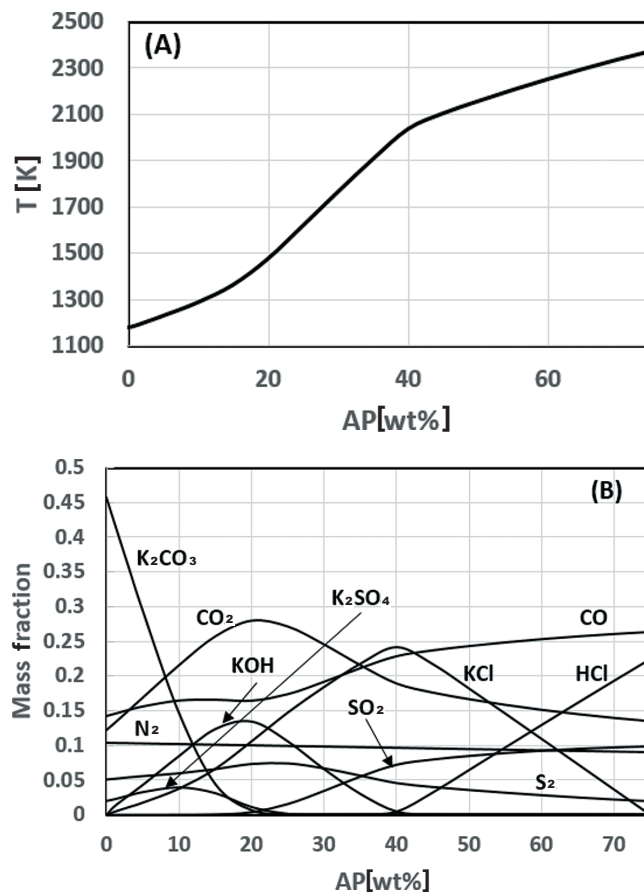 (A)
2500
2300
2100
1900
1700
1500
1300
1100
T [K]
0 20 40 60
AP[wt%]
(B)
0.5
0.45
0.4
0.35
0.3
0.25
0.2
0.15
0.1
0.05
0
Mass fraction
K₂CO₃
K₂SO₄
CO₂
CO
KOH
KCl
HCl
SO₂
N₂
S₂
0 10 20 30 40 50 60 70
AP[wt%]